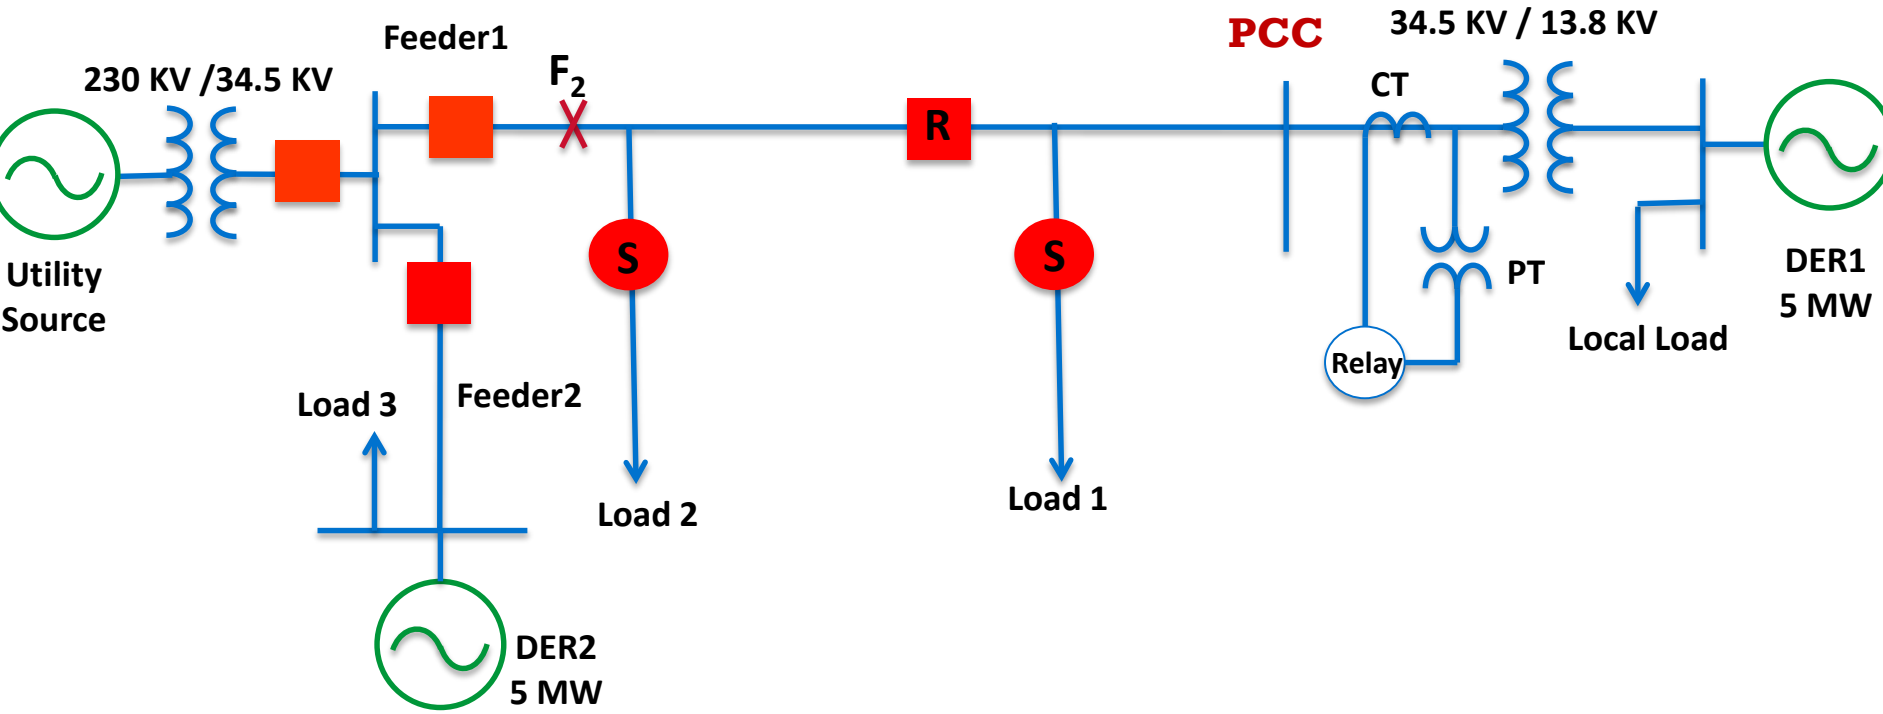 Feeder1
PCC
34.5 KV / 13.8 KV
230 KV /34.5 KV
F2
CT
R
Utility
Source
S
S
PT
DER1
5 MW
Relay
Local Load
Load 3
Feeder2
Load 2
Load 1
DER2
5 MW